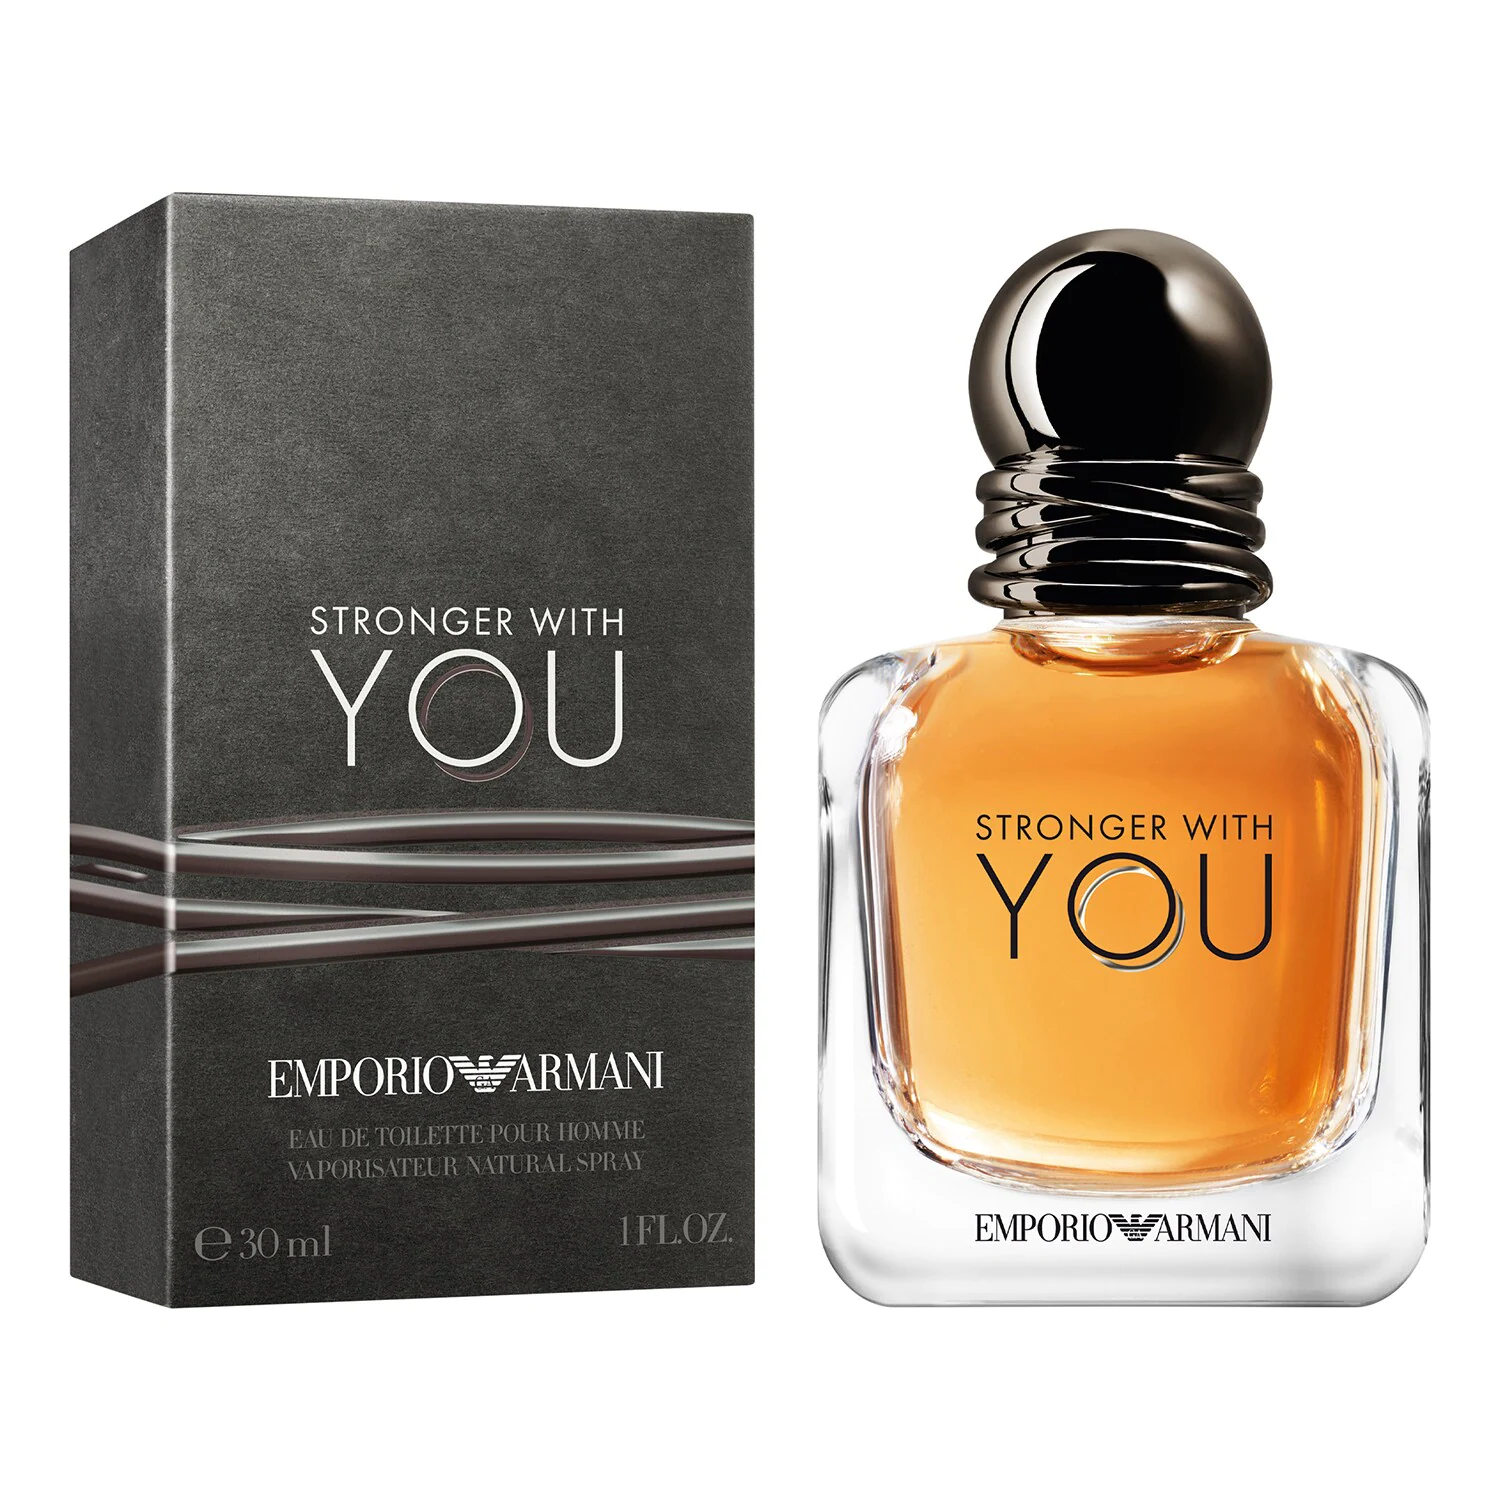 STRONGER WITH
YOU
EMPORIO ARMANI
EAU DE TOILETTE POUR HOMME
VAPORISATEUR NATURAL SPRAY
℮ 30 ml 1 FL.OZ.
STRONGER WITH
YOU
EMPORIO ARMANI